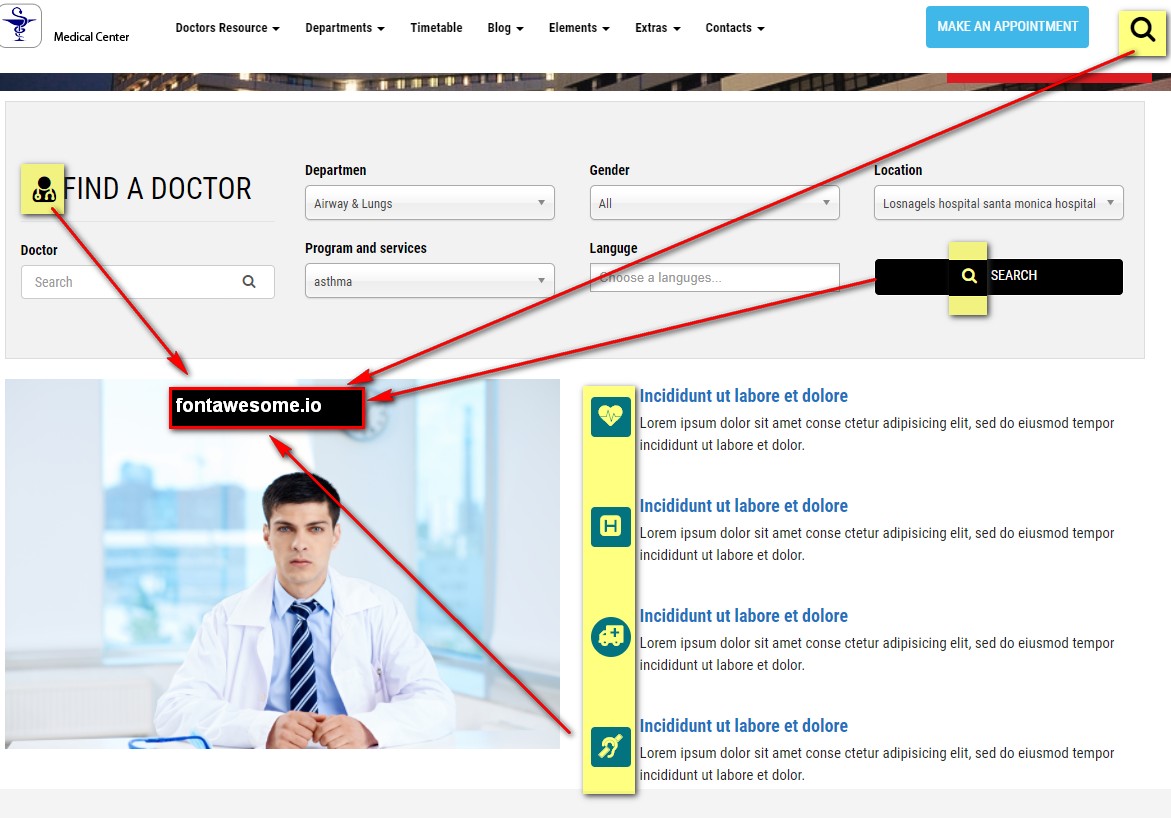 Medical Center
Doctors Resource
Departments
Timetable
Blog
Elements
Extras
Contacts
MAKE AN APPOINTMENT
FIND A DOCTOR
Departmen
Airway & Lungs
Gender
All
Location
Losnagels hospital santa monica hospital
Doctor
Search
Program and services
asthma
Languge
Choose a languges...
SEARCH
fontawesome.io
Incididunt ut labore et dolore
Lorem ipsum dolor sit amet conse ctetur adipisicing elit, sed do eiusmod tempor
incididunt ut labore et dolor.
H
Incididunt ut labore et dolore
Lorem ipsum dolor sit amet conse ctetur adipisicing elit, sed do eiusmod tempor
incididunt ut labore et dolor.
Incididunt ut labore et dolore
Lorem ipsum dolor sit amet conse ctetur adipisicing elit, sed do eiusmod tempor
incididunt ut labore et dolor.
Incididunt ut labore et dolore
Lorem ipsum dolor sit amet conse ctetur adipisicing elit, sed do eiusmod tempor
incididunt ut labore et dolor.